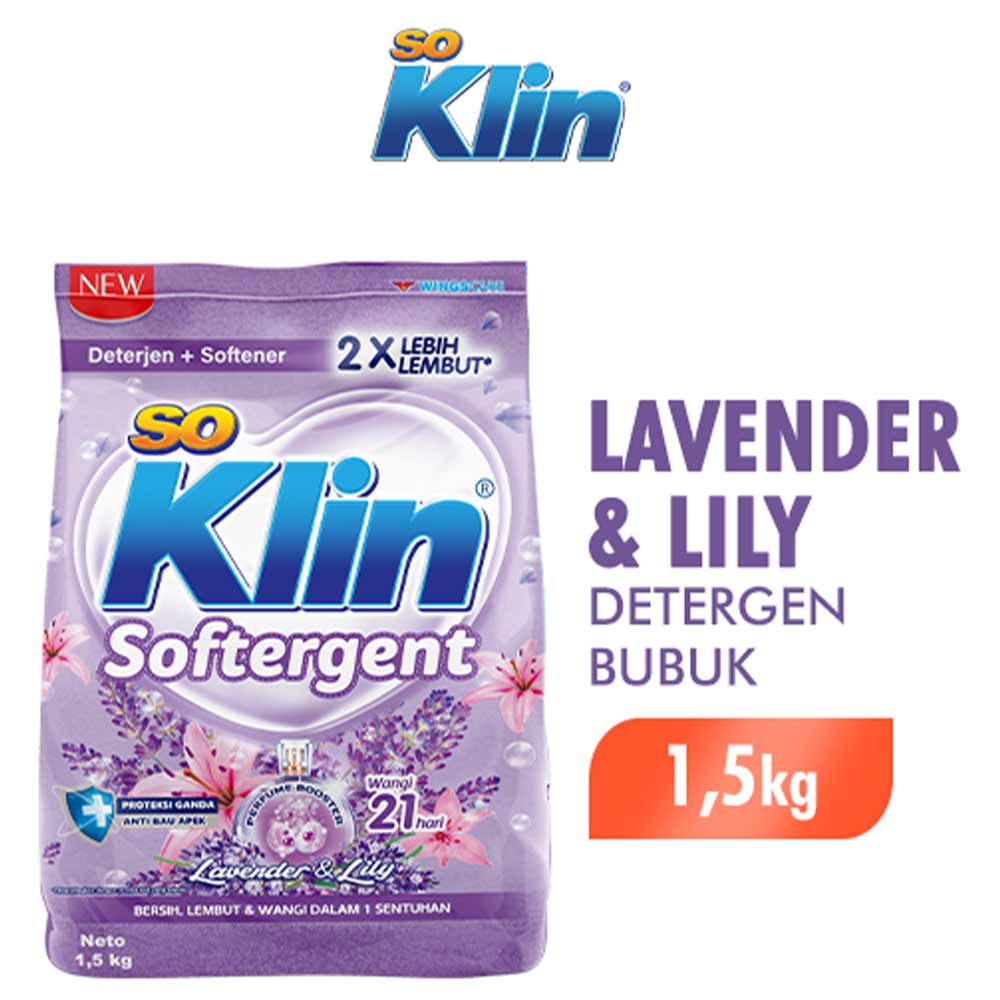 SO
Klin®
NEW
WINGS CARE
Deterjen + Softener
2X LEBIH LEMBUT*
SO
Klin®
Softergent
LAVENDER
& LILY
DETERGEN
BUBUK
1,5kg
PROTEKSI GANDA
ANTI BAU APEK
PERFUME BOOSTER
Wangi
21 hari
Lavender & Lily
BERSIH, LEMBUT & WANGI DALAM 1 SENTUHAN
Neto
1,5 kg